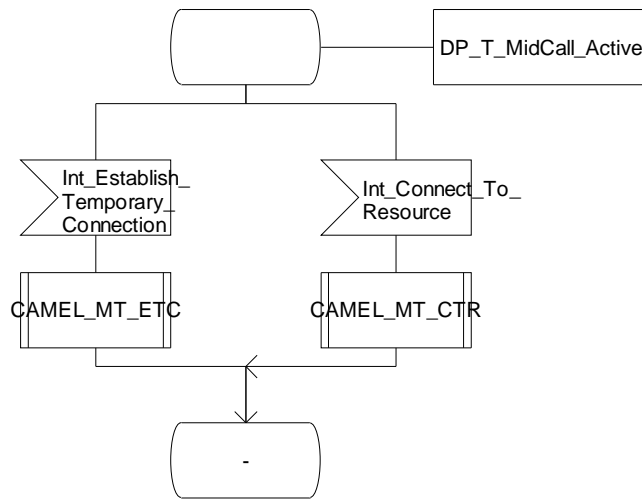 DP_T_MidCall_Active
Int_Establish_
Temporary_
Connection
Int_Connect_To_
Resource
CAMEL_MT_ETC
CAMEL_MT_CTR
-